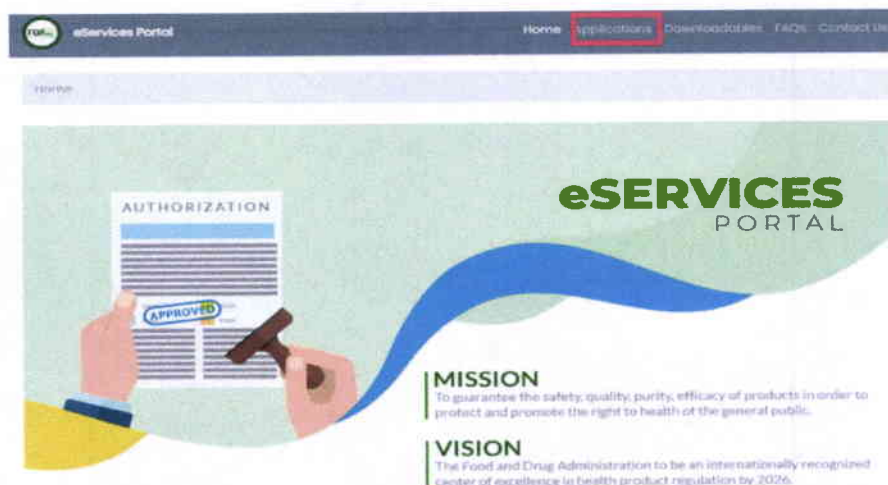 eServices Portal
Home Applications Downloadables FAQs Contact Us
Home
eSERVICES
PORTAL
AUTHORIZATION
APPROVED
MISSION
To guarantee the safety, quality, purity, efficacy of products in order to
protect and promote the right to health of the general public.
VISION
The Food and Drug Administration to be an internationally recognized
center of excellence in health product regulation by 2026.